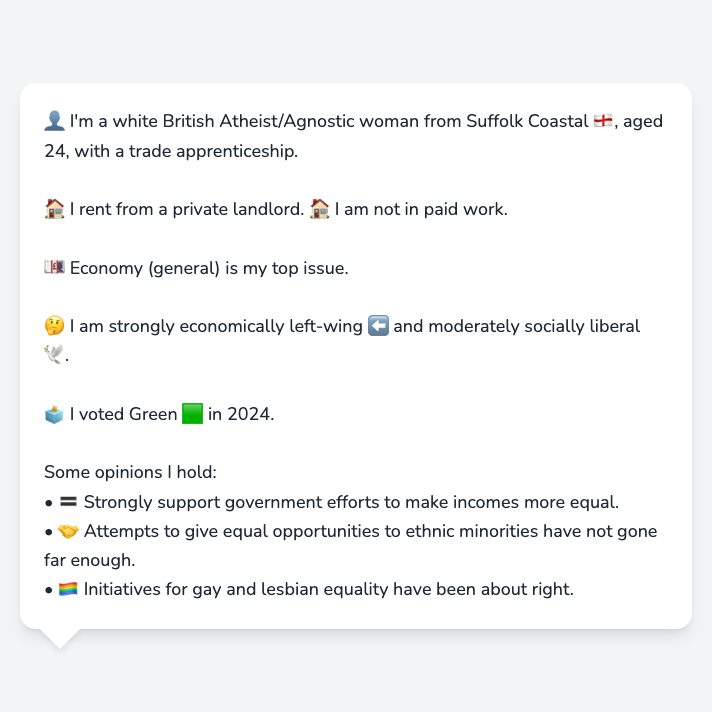 👤 I'm a white British Atheist/Agnostic woman from Suffolk Coastal 🏴󠁧󠁢󠁥󠁮󠁧󠁿, aged
24, with a trade apprenticeship.
🏠 I rent from a private landlord. 🏠 I am not in paid work.
💷 Economy (general) is my top issue.
🤔 I am strongly economically left-wing ⬅️ and moderately socially liberal
🕊️.
🗳️ I voted Green 🟩 in 2024.
Some opinions I hold:
• 🟰 Strongly support government efforts to make incomes more equal.
• 🤝 Attempts to give equal opportunities to ethnic minorities have not gone
far enough.
• 🏳️‍🌈 Initiatives for gay and lesbian equality have been about right.